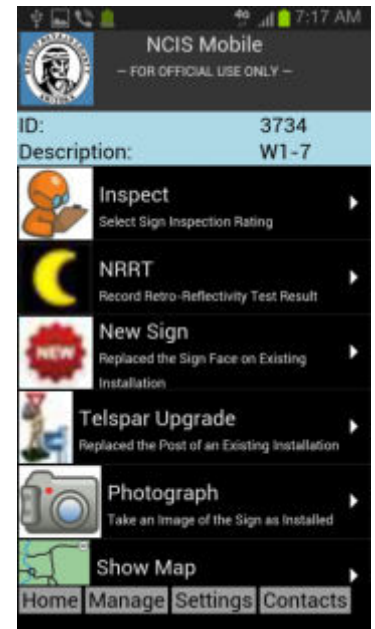 4G 7:17 AM
NCIS Mobile
– FOR OFFICIAL USE ONLY –
ID: 3734
Description: W1-7
Inspect
Select Sign Inspection Rating
NRRT
Record Retro-Reflectivity Test Result
NEW
New Sign
Replaced the Sign Face on Existing
Installation
Telspar Upgrade
Replaced the Post of an Existing Installation
Photograph
Take an Image of the Sign as Installed
Show Map
Home Manage Settings Contacts